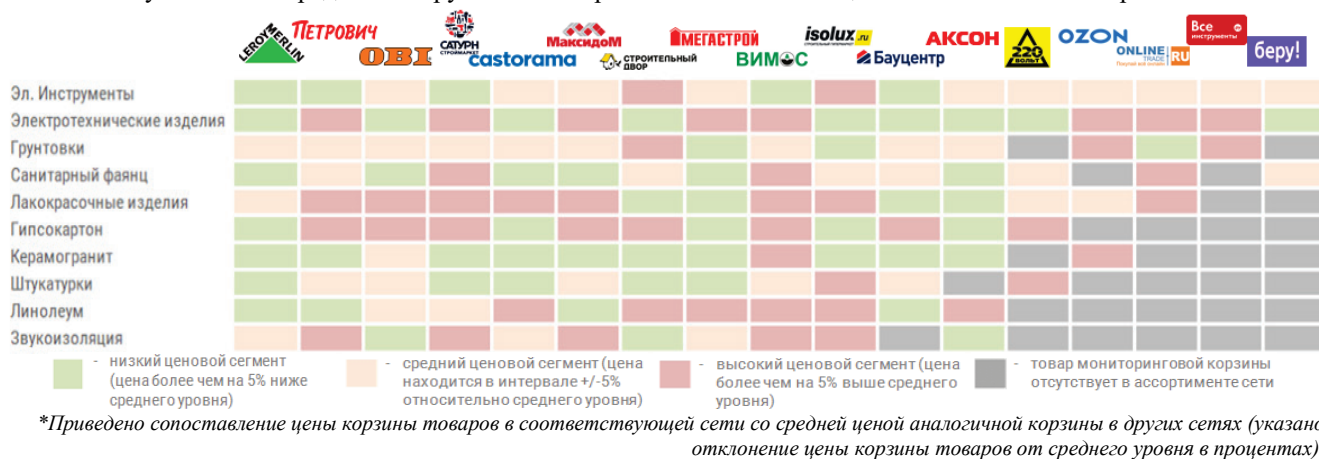 LEROY MERLIN
ПЕТРОВИЧ
OBI
САТУРН
СТРОЙМАРКЕТ
castorama
МаксидоМ
СТРОИТЕЛЬНЫЙ
ДВОР
МЕГАСТРОЙ
ВИМОС
isolux.ru
Бауцентр
АКСОН
220
ВОЛЬТ
OZON
ONLINE
TRADE
RU
Все
инструменты
беру!
Эл. Инструменты
Электротехнические изделия
Грунтовки
Санитарный фаянц
Лакокрасочные изделия
Гипсокартон
Керамогранит
Штукатурки
Линолеум
Звукоизоляция
- низкий ценовой сегмент
(цена более чем на 5% ниже
среднего уровня)
- средний ценовой сегмент (цена
находится в интервале +/-5%
относительно среднего уровня)
- высокий ценовой сегмент (цена
более чем на 5% выше среднего
уровня)
- товар мониторинговой корзины
отсутствует в ассортименте сети
*Приведено сопоставление цены корзины товаров в соответствующей сети со средней ценой аналогичной корзины в других сетях (указано
отклонение цены корзины товаров от среднего уровня в процентах)